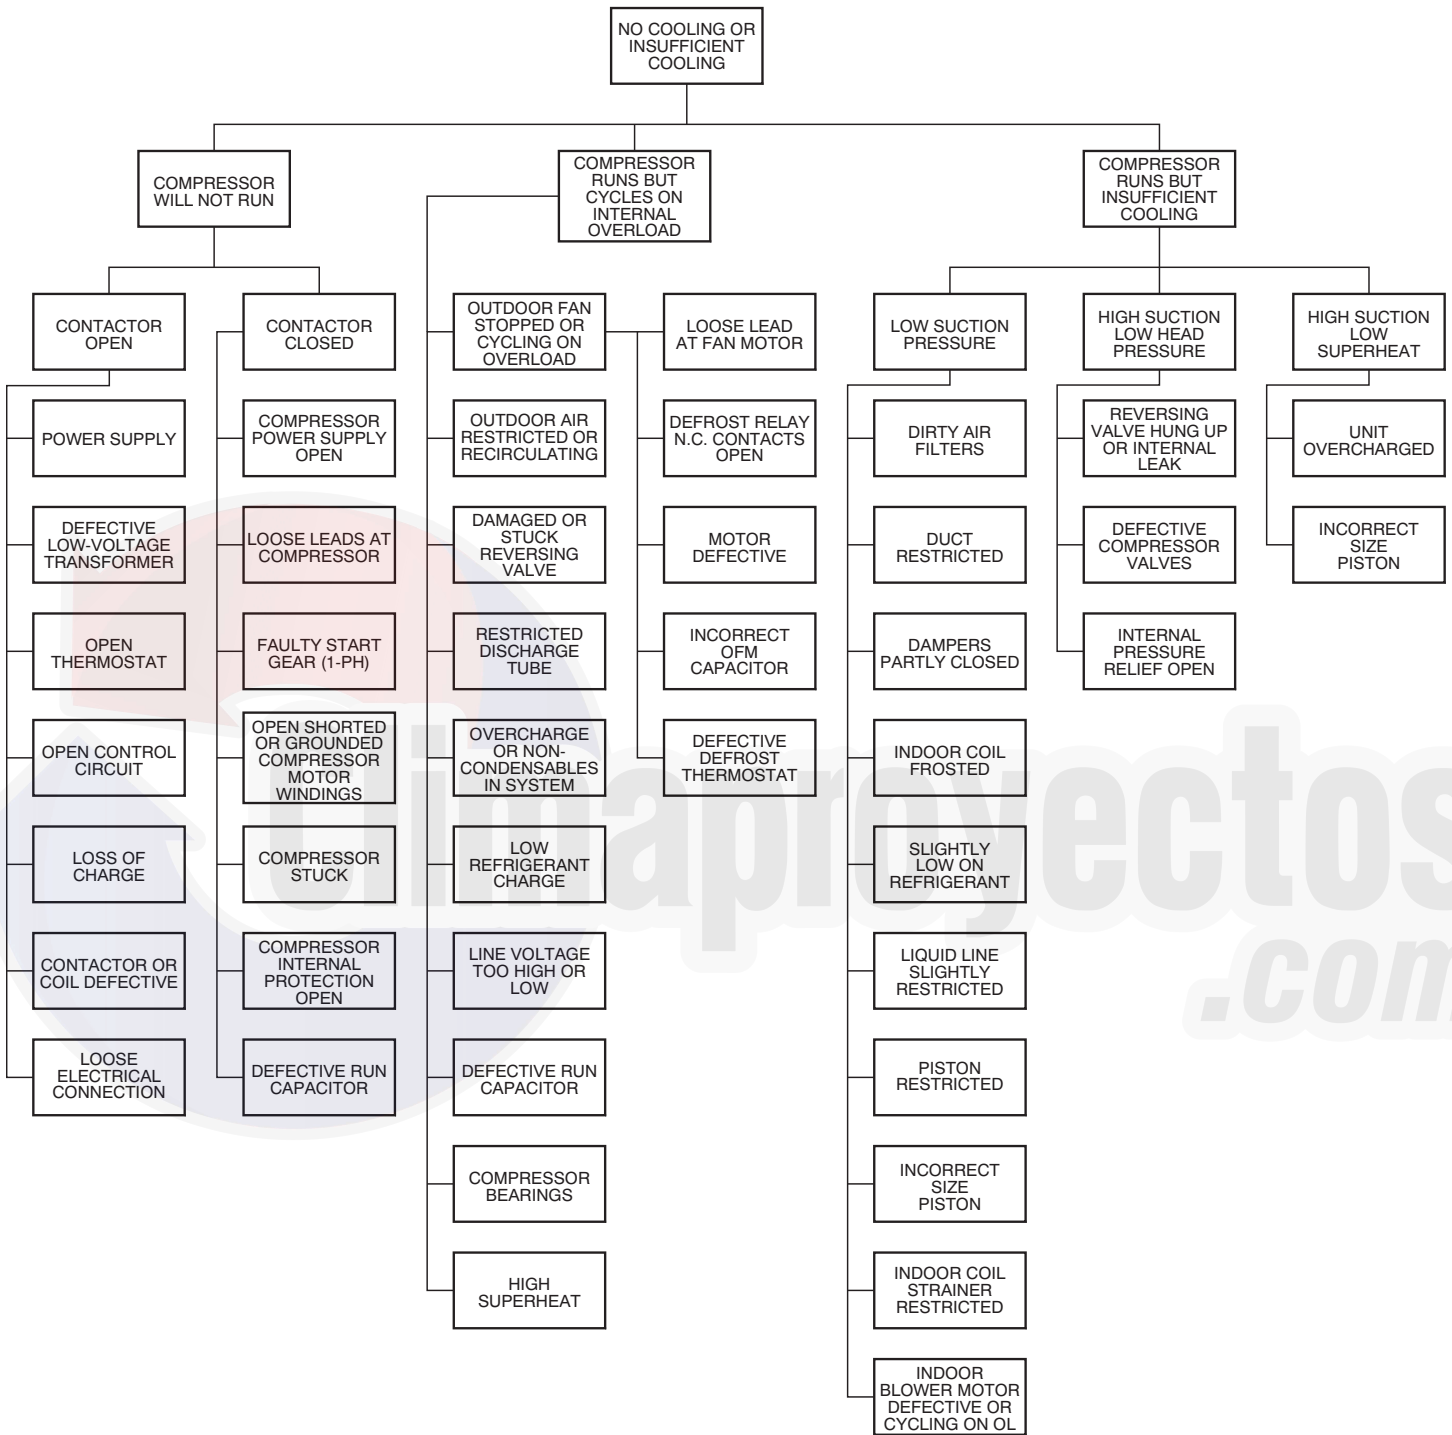 NO COOLING OR
INSUFFICIENT
COOLING
COMPRESSOR
WILL NOT RUN
COMPRESSOR
RUNS BUT
CYCLES ON
INTERNAL
OVERLOAD
COMPRESSOR
RUNS BUT
INSUFFICIENT
COOLING
CONTACTOR
OPEN
CONTACTOR
CLOSED
OUTDOOR FAN
STOPPED OR
CYCLING ON
OVERLOAD
LOOSE LEAD
AT FAN MOTOR
LOW SUCTION
PRESSURE
HIGH SUCTION
LOW HEAD
PRESSURE
HIGH SUCTION
LOW
SUPERHEAT
POWER SUPPLY
COMPRESSOR
POWER SUPPLY
OPEN
OUTDOOR AIR
RESTRICTED OR
RECIRCULATING
DEFROST RELAY
N.C. CONTACTS
OPEN
DIRTY AIR
FILTERS
REVERSING
VALVE HUNG UP
OR INTERNAL
LEAK
UNIT
OVERCHARGED
DEFECTIVE
LOW-VOLTAGE
TRANSFORMER
LOOSE LEADS AT
COMPRESSOR
DAMAGED OR
STUCK
REVERSING
VALVE
MOTOR
DEFECTIVE
DUCT
RESTRICTED
DEFECTIVE
COMPRESSOR
VALVES
INCORRECT
SIZE
PISTON
OPEN
THERMOSTAT
FAULTY START
GEAR (1-PH)
RESTRICTED
DISCHARGE
TUBE
INCORRECT
OFM
CAPACITOR
DAMPERS
PARTLY CLOSED
INTERNAL
PRESSURE
RELIEF OPEN
OPEN CONTROL
CIRCUIT
OPEN SHORTED
OR GROUNDED
COMPRESSOR
MOTOR
WINDINGS
OVERCHARGE
OR NON-
CONDENSABLES
IN SYSTEM
DEFECTIVE
DEFROST
THERMOSTAT
INDOOR COIL
FROSTED
LOSS OF
CHARGE
COMPRESSOR
STUCK
LOW
REFRIGERANT
CHARGE
SLIGHTLY
LOW ON
REFRIGERANT
Climaproyectos
.com
CONTACTOR OR
COIL DEFECTIVE
COMPRESSOR
INTERNAL
PROTECTION
OPEN
LINE VOLTAGE
TOO HIGH OR
LOW
LIQUID LINE
SLIGHTLY
RESTRICTED
LOOSE
ELECTRICAL
CONNECTION
DEFECTIVE RUN
CAPACITOR
DEFECTIVE RUN
CAPACITOR
PISTON
RESTRICTED
COMPRESSOR
BEARINGS
INCORRECT
SIZE
PISTON
HIGH
SUPERHEAT
INDOOR COIL
STRAINER
RESTRICTED
INDOOR
BLOWER MOTOR
DEFECTIVE OR
CYCLING ON OL